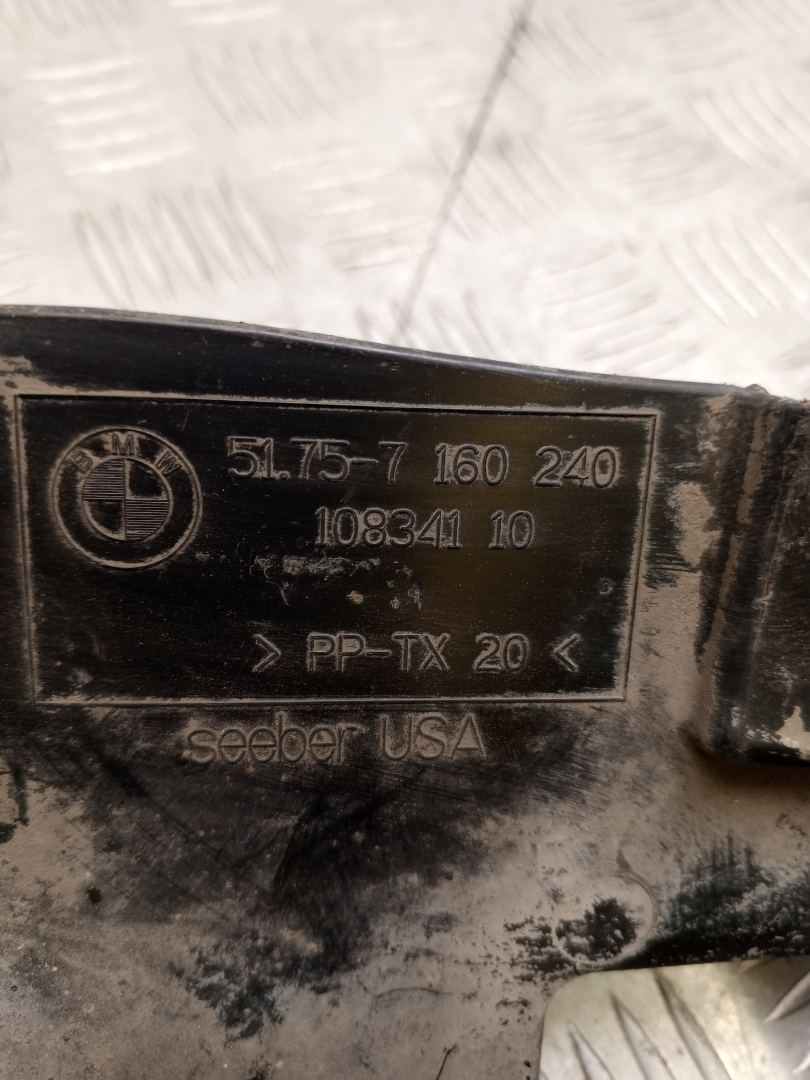 BMW
51.75-7 160 240
108341 10
> PP-TX 20 <
seeber USA